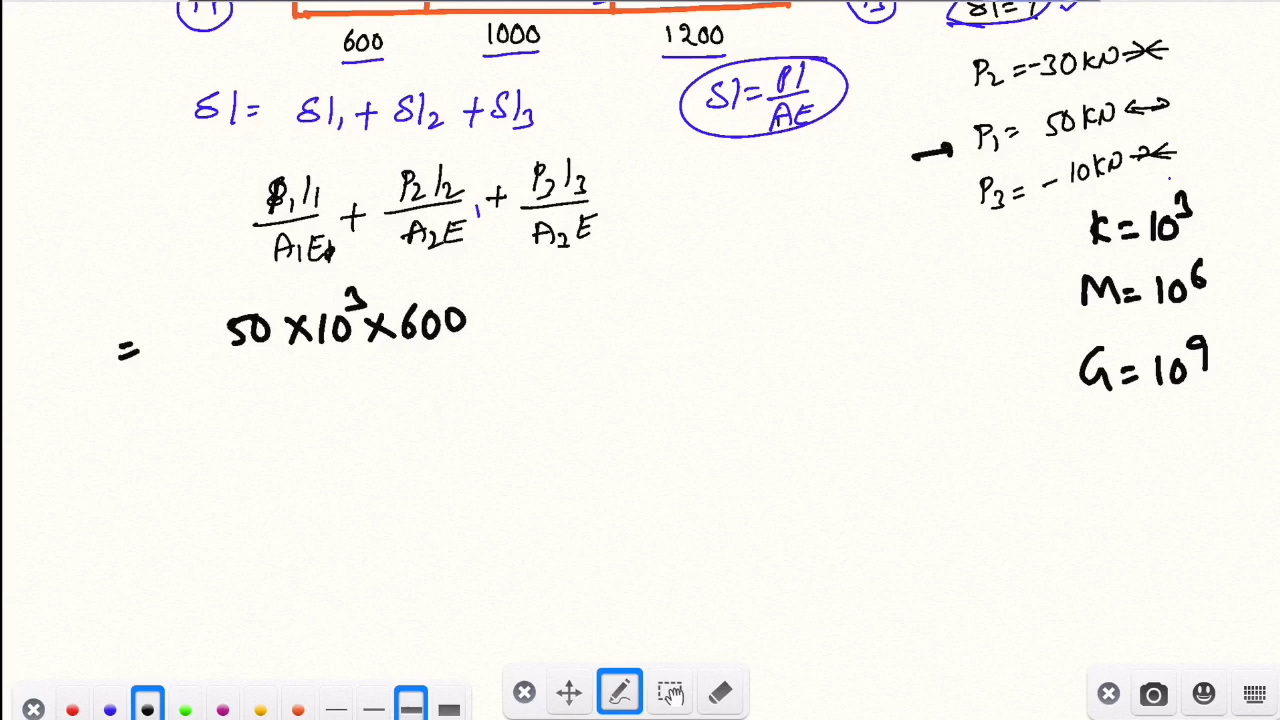 600 1000 1200
δl = δl₁ + δl₂ + δl₃
δl = Pl/AE
P₁l₁/A₁E + P₂l₂/A₂E + P₃l₃/A₂E
= 50 × 10³ × 600
P₂ = -30 KN
P₁ = 50 KN
P₃ = -10 KN
K = 10³
M = 10⁶
G = 10⁹